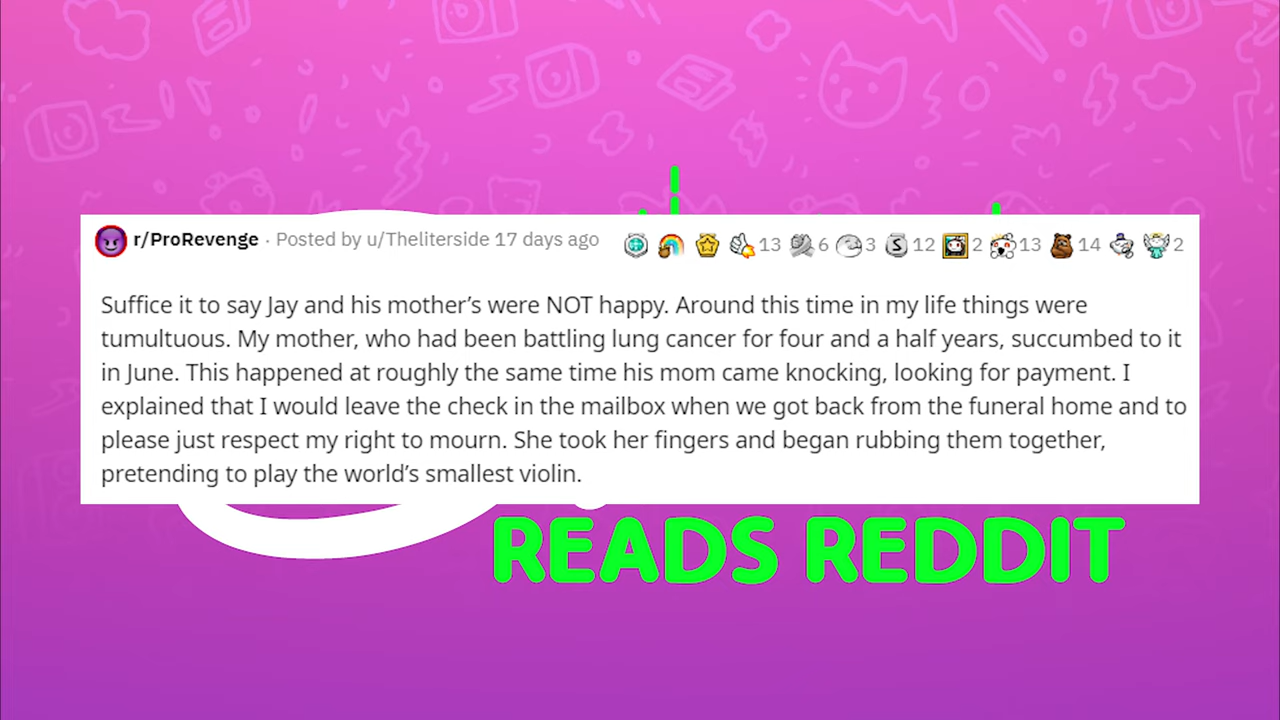 r/ProRevenge · Posted by u/Theliterside 17 days ago 13 6 3 S 12 2 13 14 2
Suffice it to say Jay and his mother’s were NOT happy. Around this time in my life things were
tumultuous. My mother, who had been battling lung cancer for four and a half years, succumbed to it
in June. This happened at roughly the same time his mom came knocking, looking for payment. I
explained that I would leave the check in the mailbox when we got back from the funeral home and to
please just respect my right to mourn. She took her fingers and began rubbing them together,
pretending to play the world’s smallest violin.
READS REDDIT